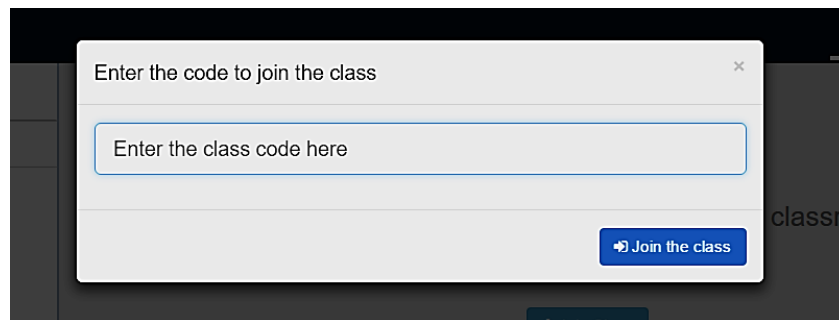 Enter the code to join the class
×
Enter the class code here
Join the class